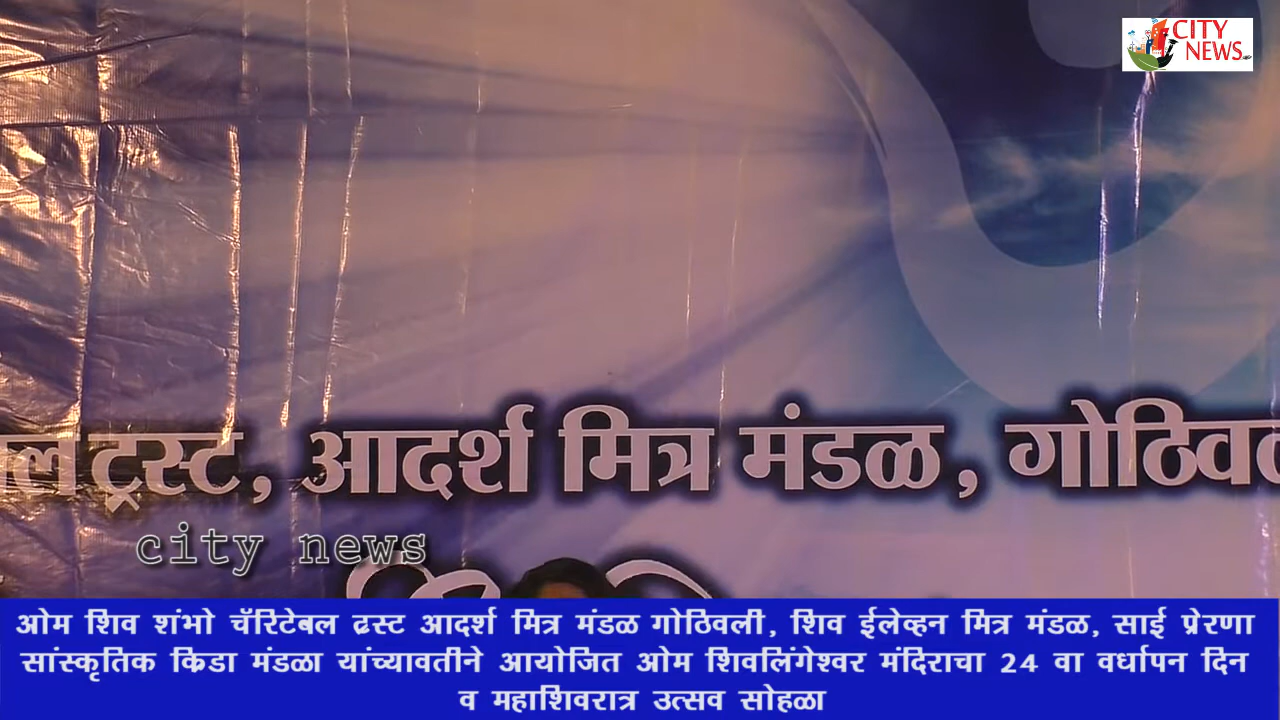 CITY
NEWS
ट्रस्ट, आदर्श मित्र मंडळ,
city news
ओम शिव शंभो चॅरिटेबल ढ्रस्ट आदर्श मित्र मंडळ गोठिवली, शिव ईलेव्हन मित्र मंडळ, साई प्रेरणा
सांस्कृतिक किडा मंडळा यांच्यावतीने आयोजित ओम शिवलिंगेश्वर मंदिराचा 24 वा वर्धापन दिन
व महाशिवरात्र उत्सव सोहळा